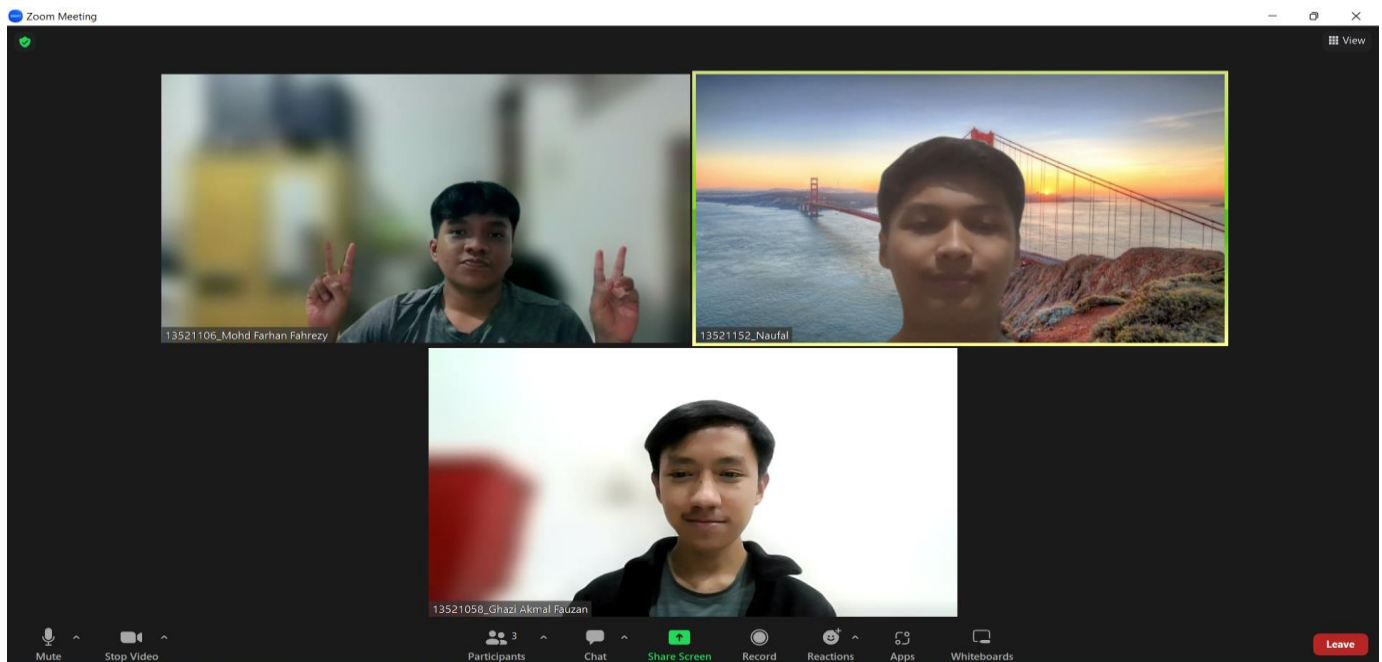 zoom Zoom Meeting
View
13521106_Mohd Farhan Fahrezy
13521152_Naufal
13521058_Ghazi Akmal Fauzan
Mute
Stop Video
Participants
3
Chat
Share Screen
Record
Reactions
Apps
Whiteboards
Leave